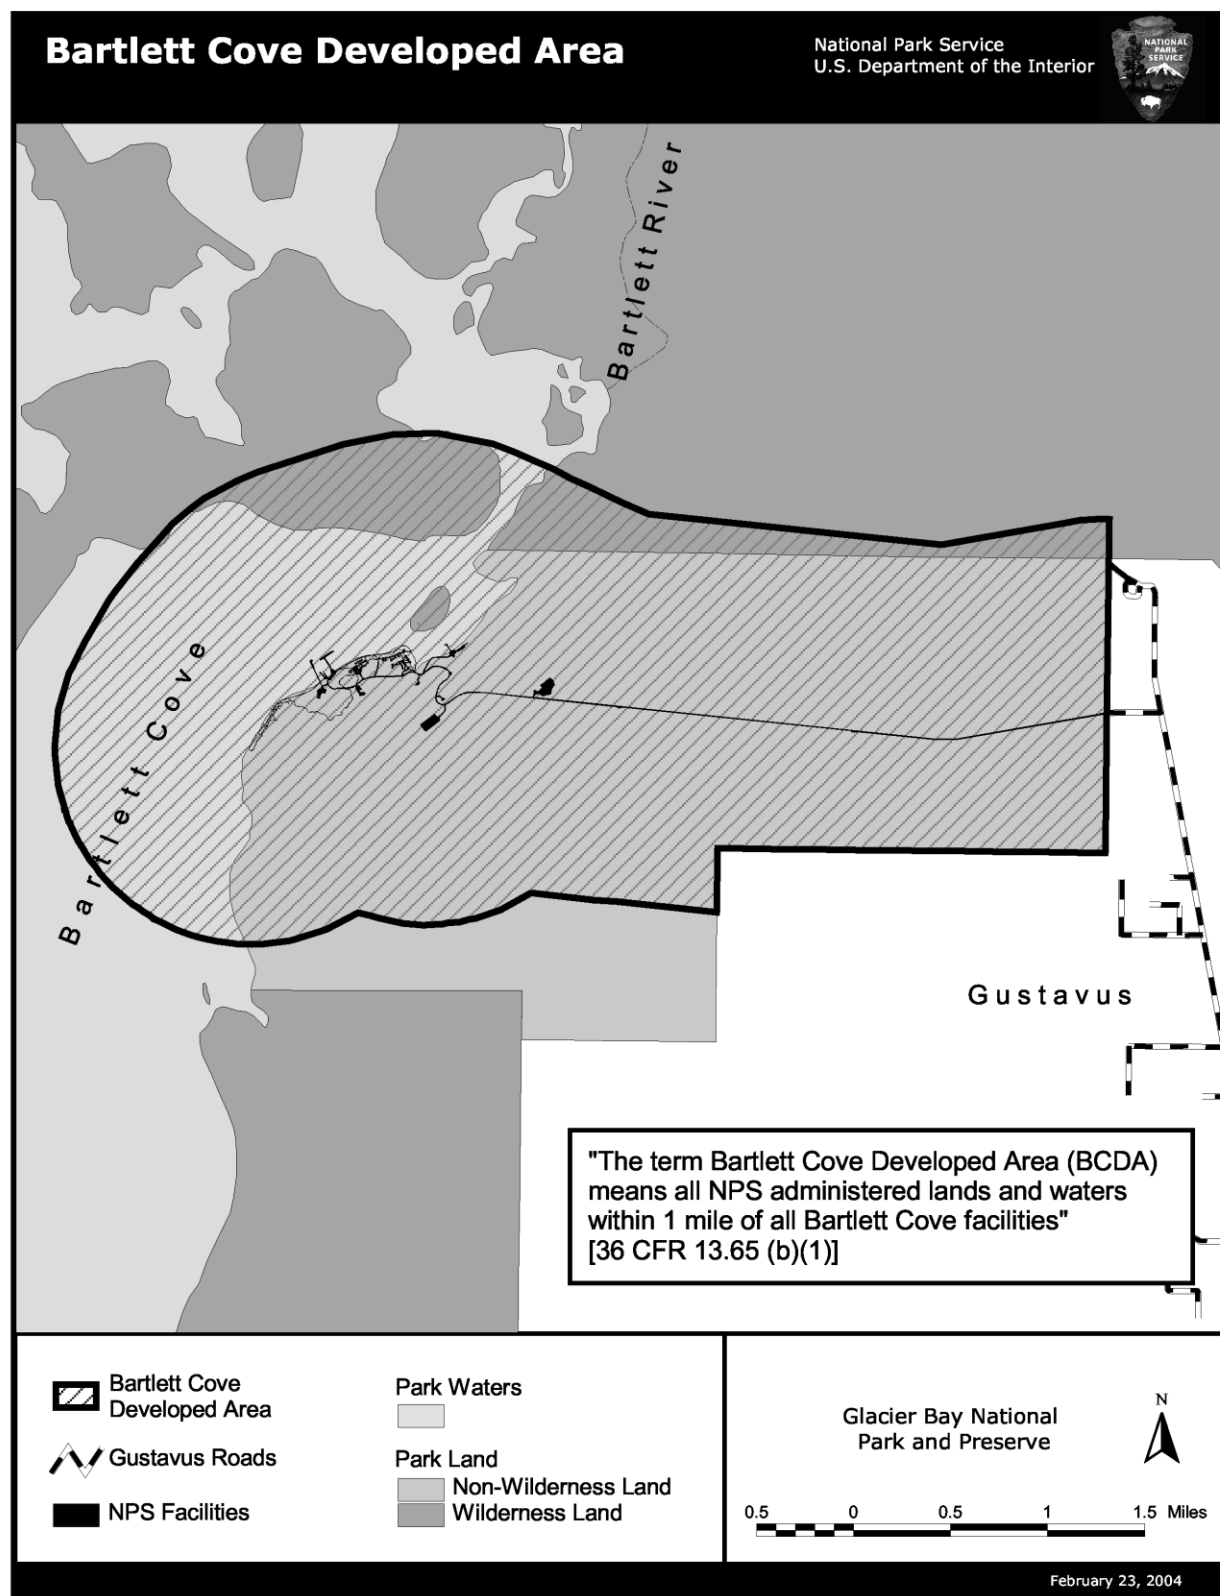 Bartlett Cove Developed Area
National Park Service
U.S. Department of the Interior
NATIONAL
PARK
SERVICE
Bartlett River
Bartlett Cove
Gustavus
"The term Bartlett Cove Developed Area (BCDA)
means all NPS administered lands and waters
within 1 mile of all Bartlett Cove facilities"
[36 CFR 13.65 (b)(1)]
Bartlett Cove
Developed Area
Gustavus Roads
NPS Facilities
Park Waters
Park Land
Non-Wilderness Land
Wilderness Land
Glacier Bay National
Park and Preserve
N
0.5 0 0.5 1 1.5 Miles
February 23, 2004